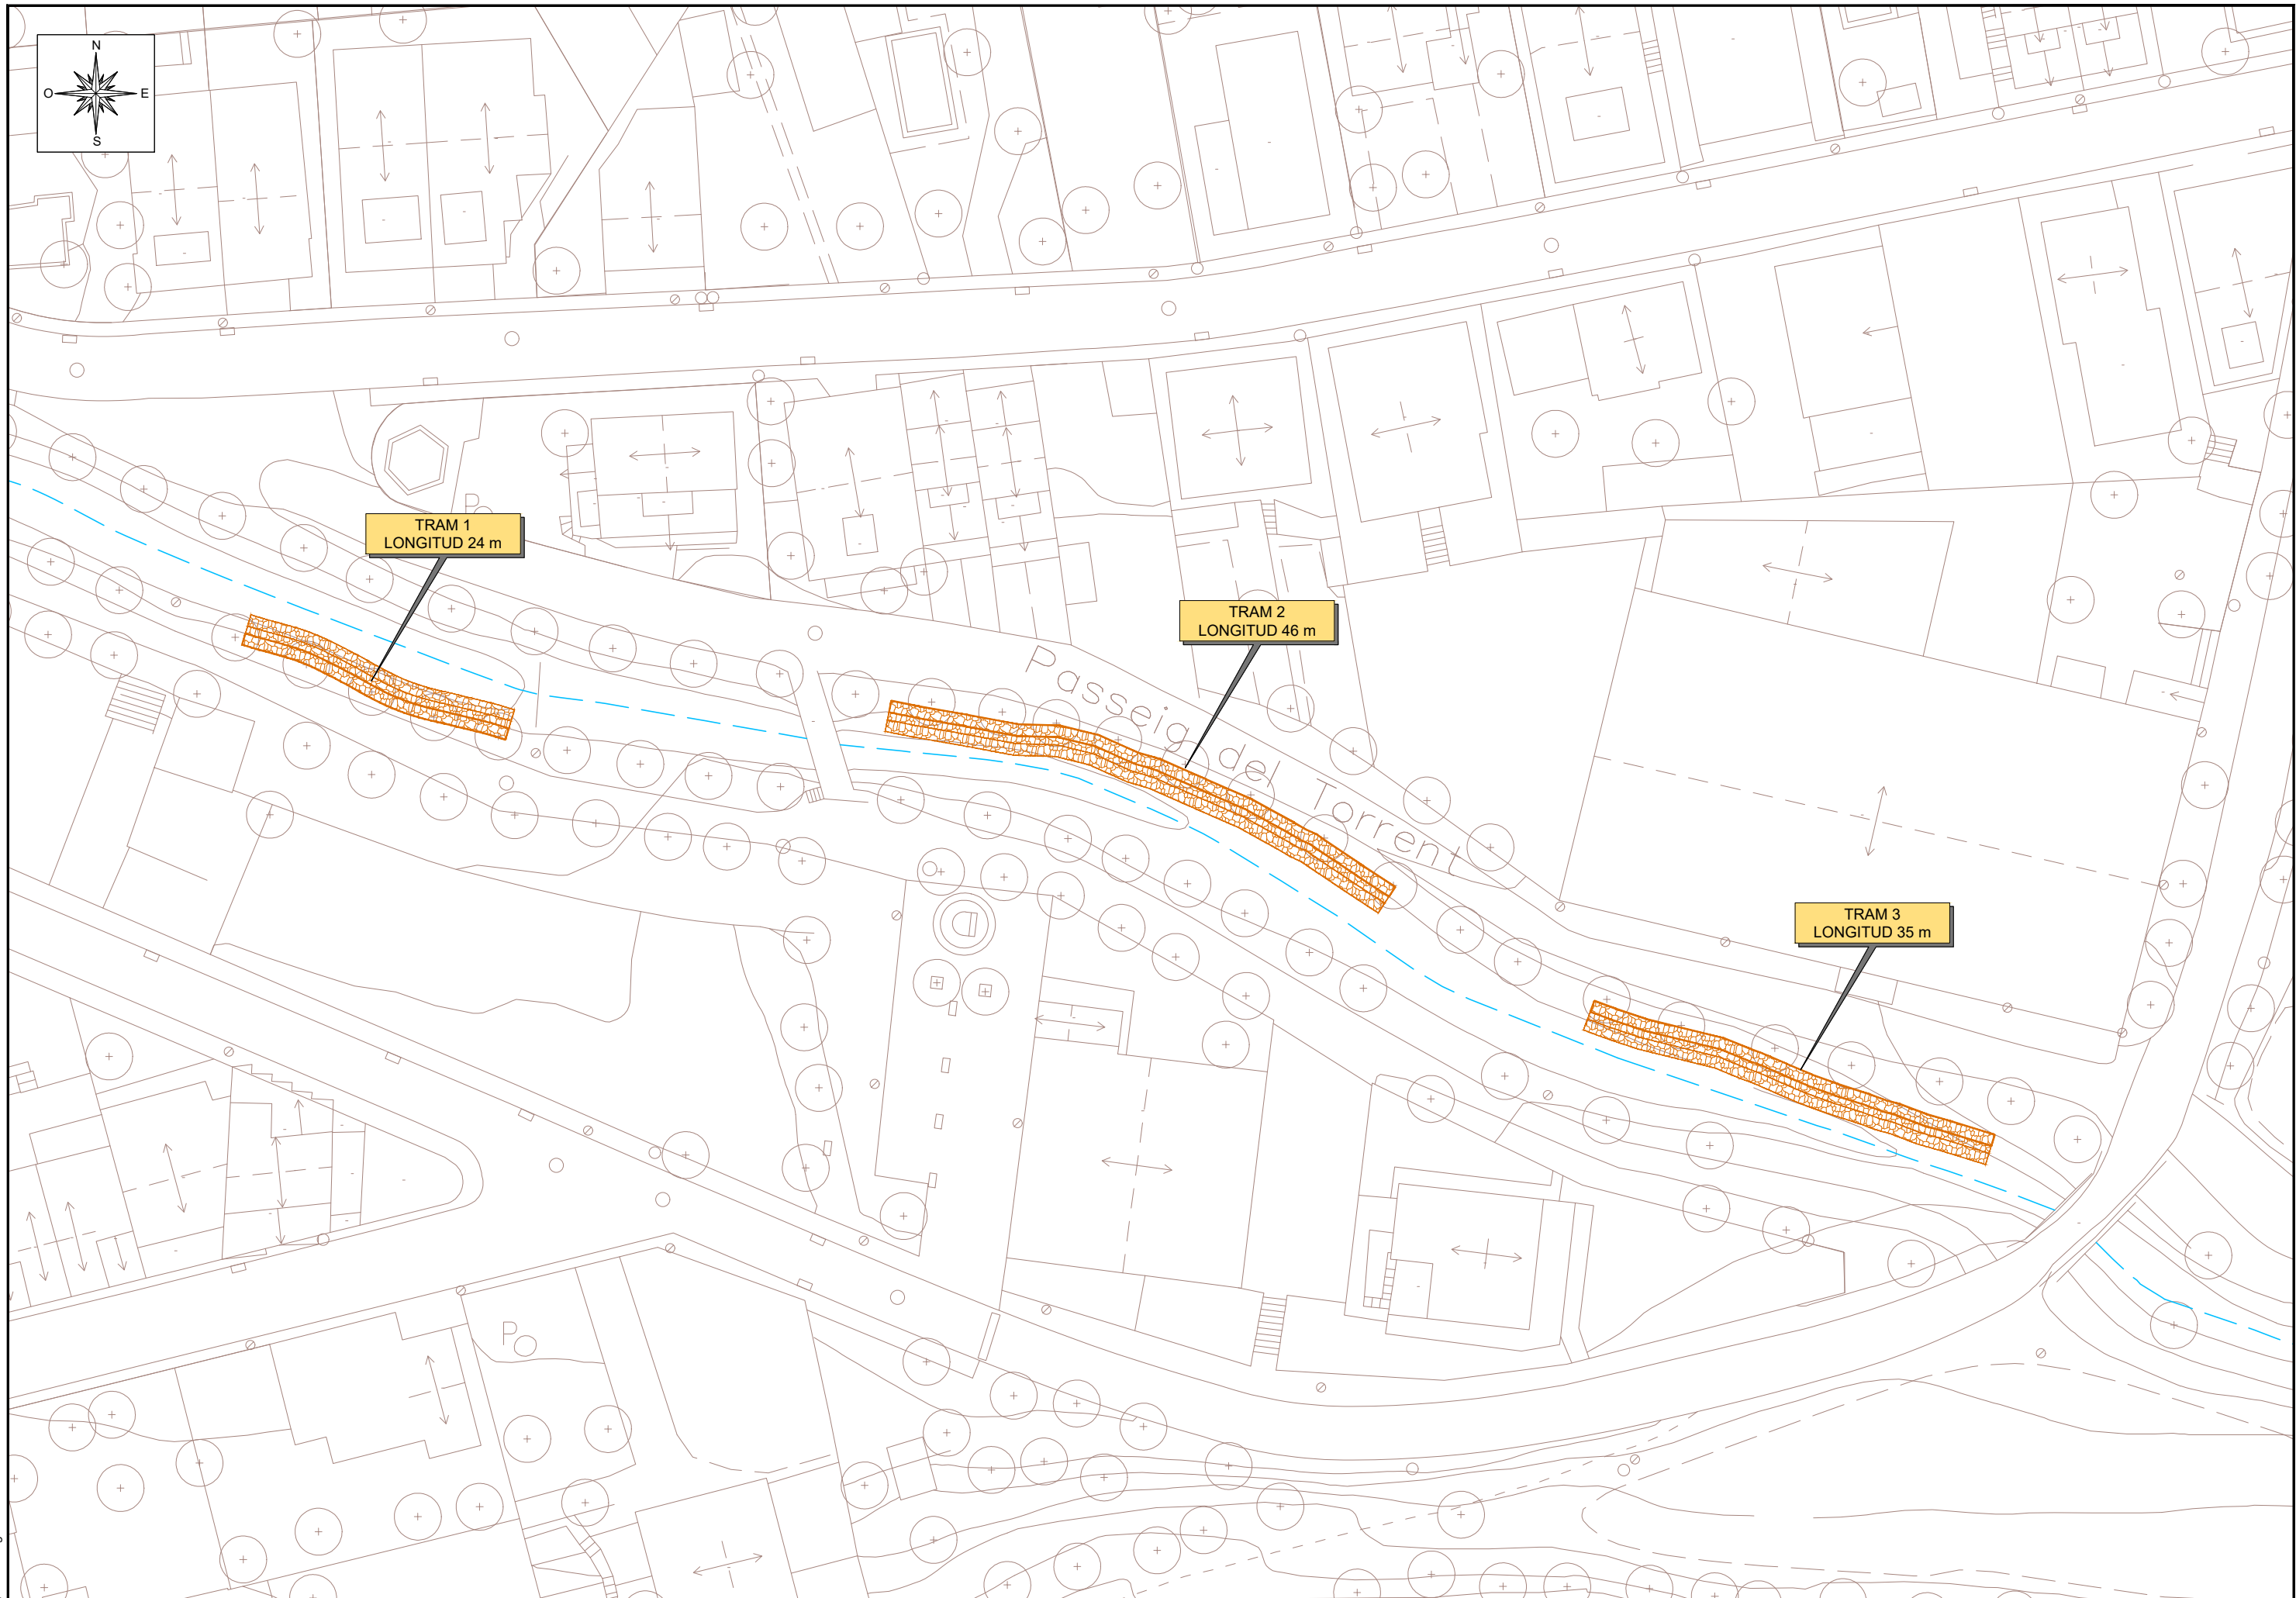 N
O E
S
P
TRAM 1
LONGITUD 24 m
TRAM 2
LONGITUD 46 m
Passeig del Torrent
TRAM 3
LONGITUD 35 m
P